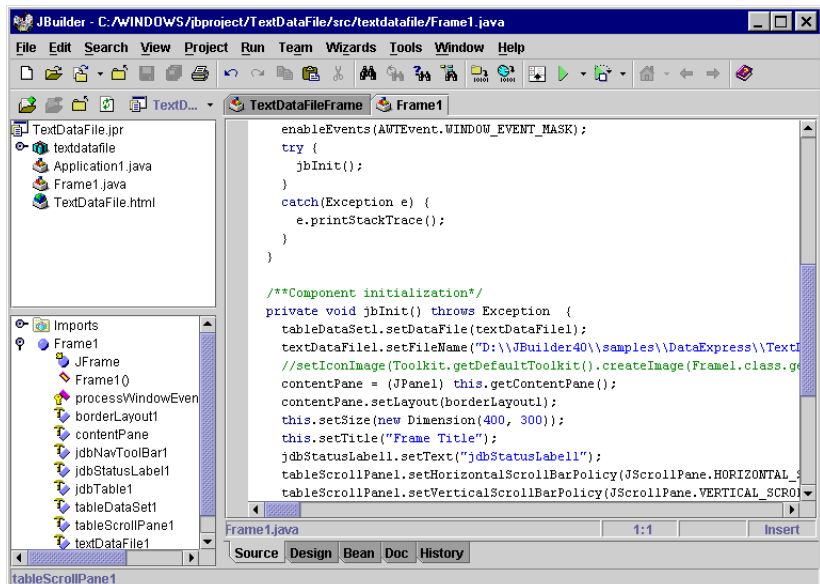 JBuilder - C:/WINDOWS/jbproject/TextDataFile/src/textdatafile/Frame1.java
File Edit Search View Project Run Team Wizards Tools Window Help
TextD...
TextDataFileFrame Frame1
TextDataFile.jpr
textdatafile
Application1.java
Frame1.java
TextDataFile.html
enableEvents(AWTEvent.WINDOW_EVENT_MASK);
try {
jbInit();
}
catch(Exception e) {
e.printStackTrace();
}
}
/**Component initialization*/
private void jbInit() throws Exception {
tableDataSet1.setDataFile(textDataFile1);
textDataFile1.setFileName("D:\\JBuilder40\\samples\\DataExpress\\TextD
//setIconImage(Toolkit.getDefaultToolkit().createImage(Frame1.class.ge
contentPane = (JPanel) this.getContentPane();
contentPane.setLayout(borderLayout1);
this.setSize(new Dimension(400, 300));
this.setTitle("Frame Title");
jdbStatusLabel1.setText("jdbStatusLabel1");
tableScrollPane1.setHorizontalScrollBarPolicy(JScrollPane.HORIZONTAL_S
tableScrollPane1.setVerticalScrollBarPolicy(JScrollPane.VERTICAL_SCROL
Imports
Frame1
JFrame
Frame1()
processWindowEven
borderLayout1
contentPane
jdbNavToolBar1
jdbStatusLabel1
jdbTable1
tableDataSet1
tableScrollPane1
textDataFile1
Frame1.java 1:1 Insert
Source Design Bean Doc History
tableScrollPane1